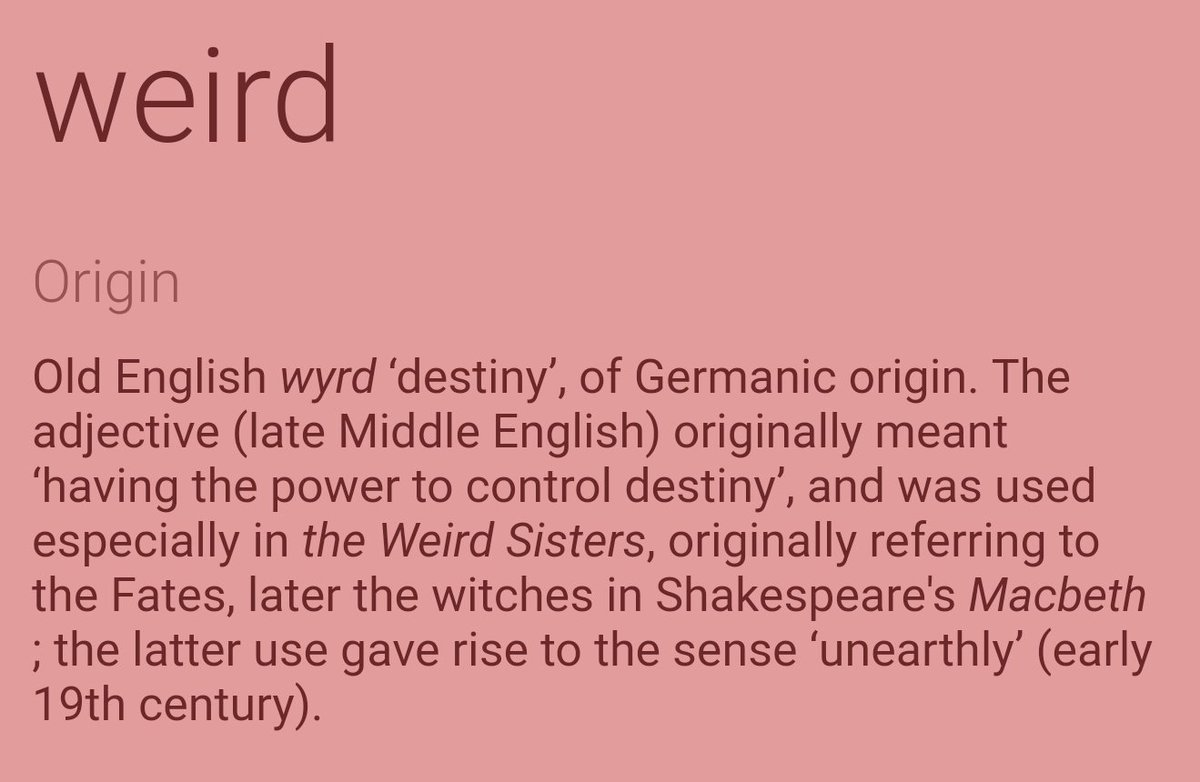 weird
Origin
Old English wyrd ‘destiny’, of Germanic origin. The
adjective (late Middle English) originally meant
‘having the power to control destiny’, and was used
especially in the Weird Sisters, originally referring to
the Fates, later the witches in Shakespeare's Macbeth
; the latter use gave rise to the sense ‘unearthly’ (early
19th century).